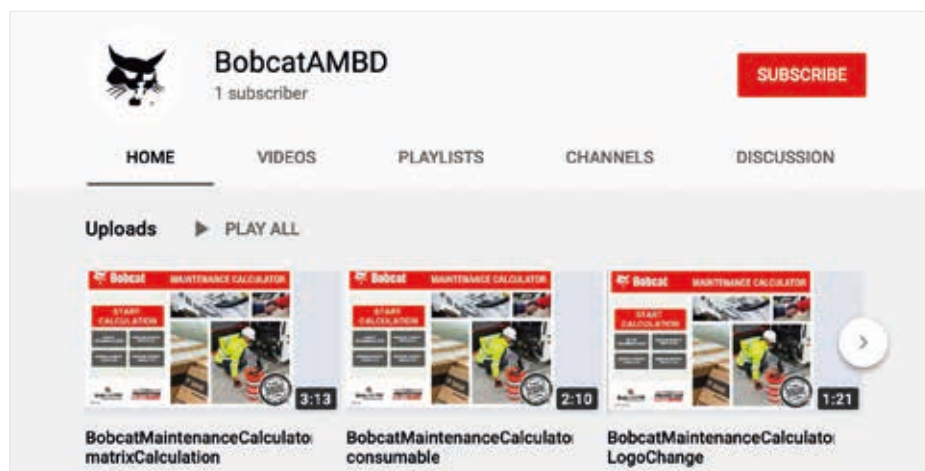 BobcatAMBD
1 subscriber
SUBSCRIBE
HOME VIDEOS PLAYLISTS CHANNELS DISCUSSION
Uploads PLAY ALL
Bobcat MAINTENANCE CALCULATOR
START
CALCULATION
3:13
Bobcat MAINTENANCE CALCULATOR
START
CALCULATION
2:10
Bobcat MAINTENANCE CALCULATOR
START
CALCULATION
1:21
BobcatMaintenanceCalculato
matrixCalculation
BobcatMaintenanceCalculato
consumable
BobcatMaintenanceCalculato
LogoChange